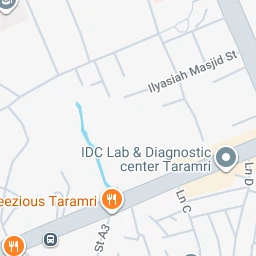 Ilyasiah Masjid St
IDC Lab & Diagnostic
center Taramri
eezious Taramri
Ln D
Ln C
St A3